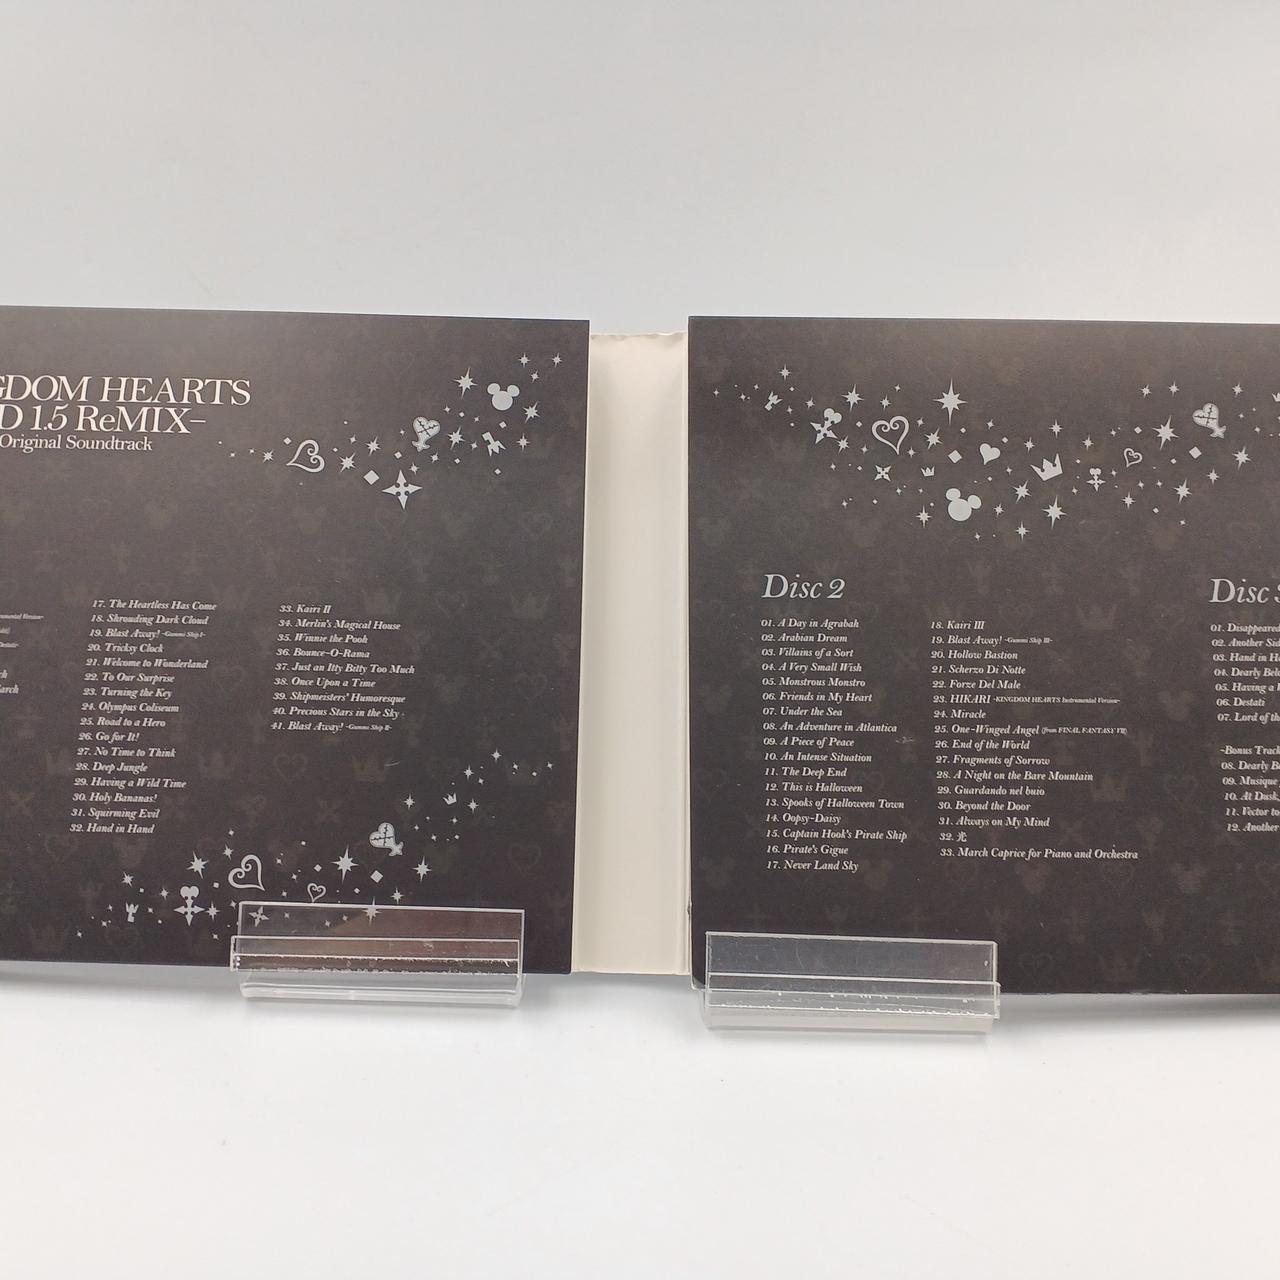 GDOM HEARTS
D 1.5 ReMIX-
Original Soundtrack
17. The Heartless Has Come
18. Shrouding Dark Cloud
19. Blast Away! -Gummi Ship I-
20. Tricksy Clock
21. Welcome to Wonderland
22. To Our Surprise
23. Turning the Key
24. Olympus Coliseum
25. Road to a Hero
26. Go for It!
27. No Time to Think
28. Deep Jungle
29. Having a Wild Time
30. Holy Bananas!
31. Squirming Evil
32. Hand in Hand
33. Kairi II
34. Merlin's Magical House
35. Winnie the Pooh
36. Bounce-O-Rama
37. Just an Itty Bitty Too Much
38. Once Upon a Time
39. Shipmeisters' Humoresque
40. Precious Stars in the Sky
41. Blast Away! -Gummi Ship II-
Disc 2
01. A Day in Agrabah
02. Arabian Dream
03. Villains of a Sort
04. A Very Small Wish
05. Monstrous Monstro
06. Friends in My Heart
07. Under the Sea
08. An Adventure in Atlantica
09. A Piece of Peace
10. An Intense Situation
11. The Deep End
12. This is Halloween
13. Spooks of Halloween Town
14. Oopsy-Daisy
15. Captain Hook's Pirate Ship
16. Pirate's Gigue
17. Never Land Sky
18. Kairi III
19. Blast Away! -Gummi Ship III-
20. Hollow Bastion
21. Scherzo Di Notte
22. Forze Del Male
23. HIKARI -KINGDOM HEARTS Instrumental Version-
24. Miracle
25. One-Winged Angel (from FINAL FANTASY VII)
26. End of the World
27. Fragments of Sorrow
28. A Night on the Bare Mountain
29. Guardando nel buio
30. Beyond the Door
31. Always on My Mind
32. 光
33. March Caprice for Piano and Orchestra
Disc
01. Disappeared
02. Another Sid
03. Hand in H
04. Dearly Bel
05. Having a
06. Destati
07. Lord of th
-Bonus Track
08. Dearly B
09. Musique
10. At Dusk,
11. Vector to
12. Another